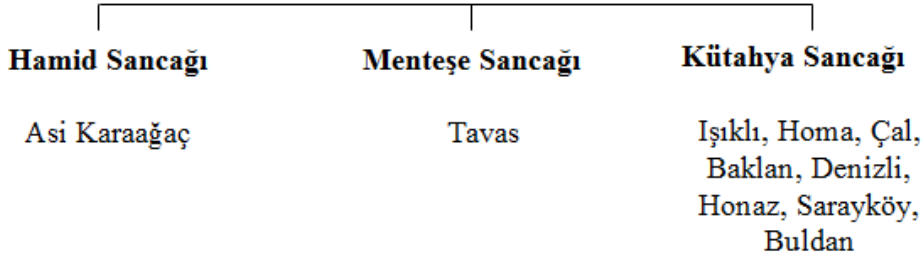 Hamid Sancağı
Menteşe Sancağı
Kütahya Sancağı
Asi Karaağaç
Tavas
Işıklı, Homa, Çal,
Baklan, Denizli,
Honaz, Sarayköy,
Buldan